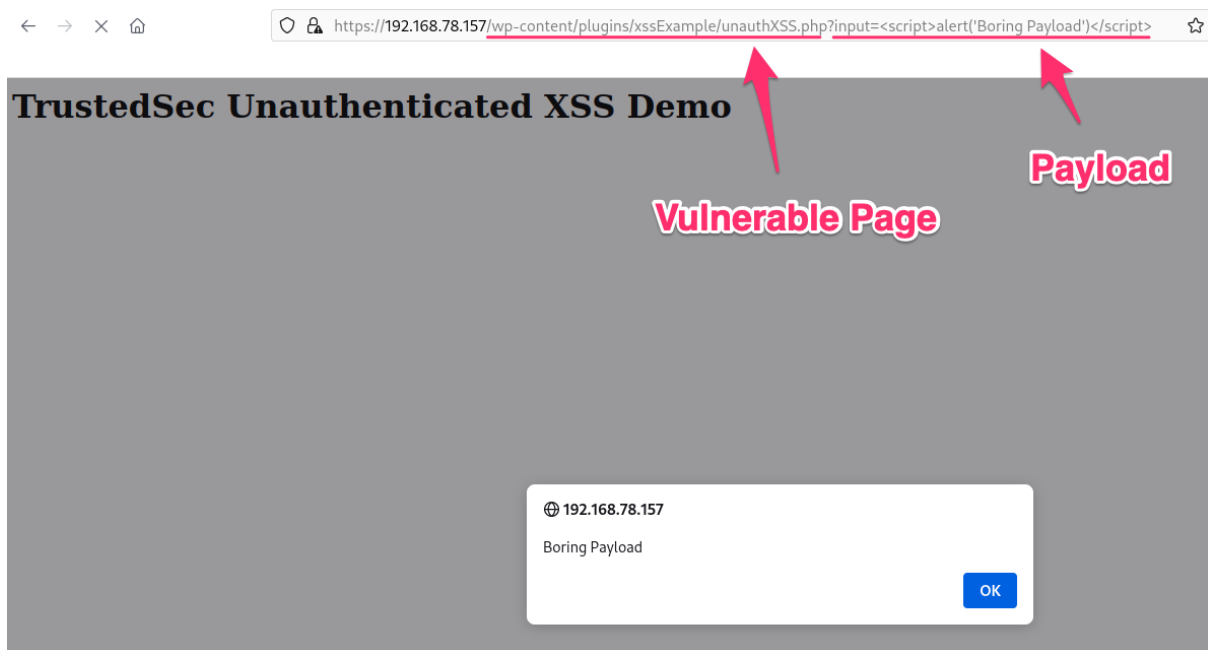 https://192.168.78.157/wp-content/plugins/xssExample/unauthXSS.php?input=<script>alert('Boring Payload')</script>
TrustedSec Unauthenticated XSS Demo
Payload
Vulnerable Page
192.168.78.157
Boring Payload
OK